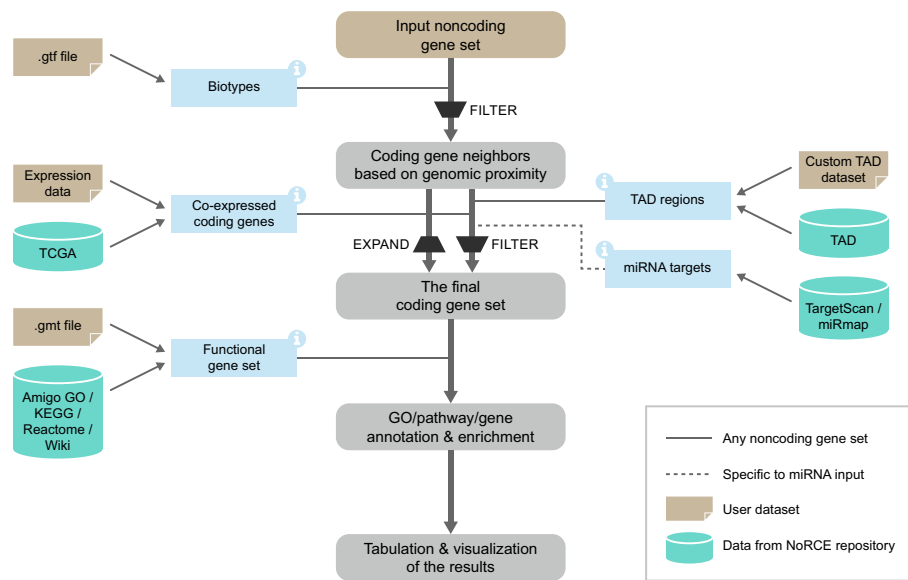 Input noncoding
gene set
.gtf file
Biotypes
FILTER
Coding gene neighbors
based on genomic proximity
Expression
data
Co-expressed
coding genes
TCGA
TAD regions
Custom TAD
dataset
TAD
EXPAND
FILTER
miRNA targets
TargetScan /
miRmap
The final
coding gene set
.gmt file
Functional
gene set
Amigo GO /
KEGG /
Reactome /
Wiki
GO/pathway/gene
annotation & enrichment
Tabulation & visualization
of the results
Any noncoding gene set
Specific to miRNA input
User dataset
Data from NoRCE repository